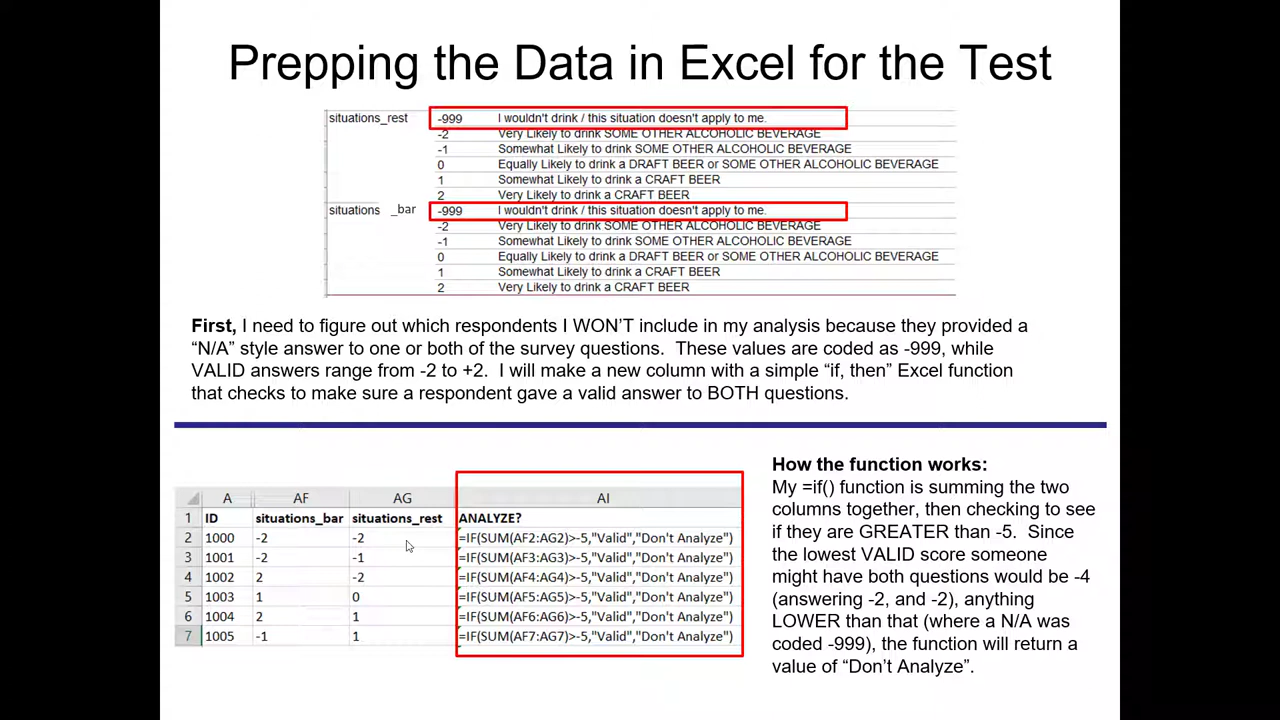 Prepping the Data in Excel for the Test
situations_rest -999 I wouldn't drink / this situation doesn't apply to me.
-2 Very Likely to drink SOME OTHER ALCOHOLIC BEVERAGE
-1 Somewhat Likely to drink SOME OTHER ALCOHOLIC BEVERAGE
0 Equally Likely to drink a DRAFT BEER or SOME OTHER ALCOHOLIC BEVERAGE
1 Somewhat Likely to drink a CRAFT BEER
2 Very Likely to drink a CRAFT BEER
situations _bar -999 I wouldn't drink / this situation doesn't apply to me.
-2 Very Likely to drink SOME OTHER ALCOHOLIC BEVERAGE
-1 Somewhat Likely to drink SOME OTHER ALCOHOLIC BEVERAGE
0 Equally Likely to drink a DRAFT BEER or SOME OTHER ALCOHOLIC BEVERAGE
1 Somewhat Likely to drink a CRAFT BEER
2 Very Likely to drink a CRAFT BEER
First, I need to figure out which respondents I WON'T include in my analysis because they provided a
“N/A” style answer to one or both of the survey questions. These values are coded as -999, while
VALID answers range from -2 to +2. I will make a new column with a simple “if, then” Excel function
that checks to make sure a respondent gave a valid answer to BOTH questions.
A AF AG AI
1 ID situations_bar situations_rest ANALYZE?
2 1000 -2 -2 =IF(SUM(AF2:AG2)>-5,"Valid","Don't Analyze")
3 1001 -2 -1 =IF(SUM(AF3:AG3)>-5,"Valid","Don't Analyze")
4 1002 2 -2 =IF(SUM(AF4:AG4)>-5,"Valid","Don't Analyze")
5 1003 1 0 =IF(SUM(AF5:AG5)>-5,"Valid","Don't Analyze")
6 1004 2 1 =IF(SUM(AF6:AG6)>-5,"Valid","Don't Analyze")
7 1005 -1 1 =IF(SUM(AF7:AG7)>-5,"Valid","Don't Analyze")
How the function works:
My =if() function is summing the two
columns together, then checking to see
if they are GREATER than -5. Since
the lowest VALID score someone
might have both questions would be -4
(answering -2, and -2), anything
LOWER than that (where a N/A was
coded -999), the function will return a
value of “Don't Analyze”.